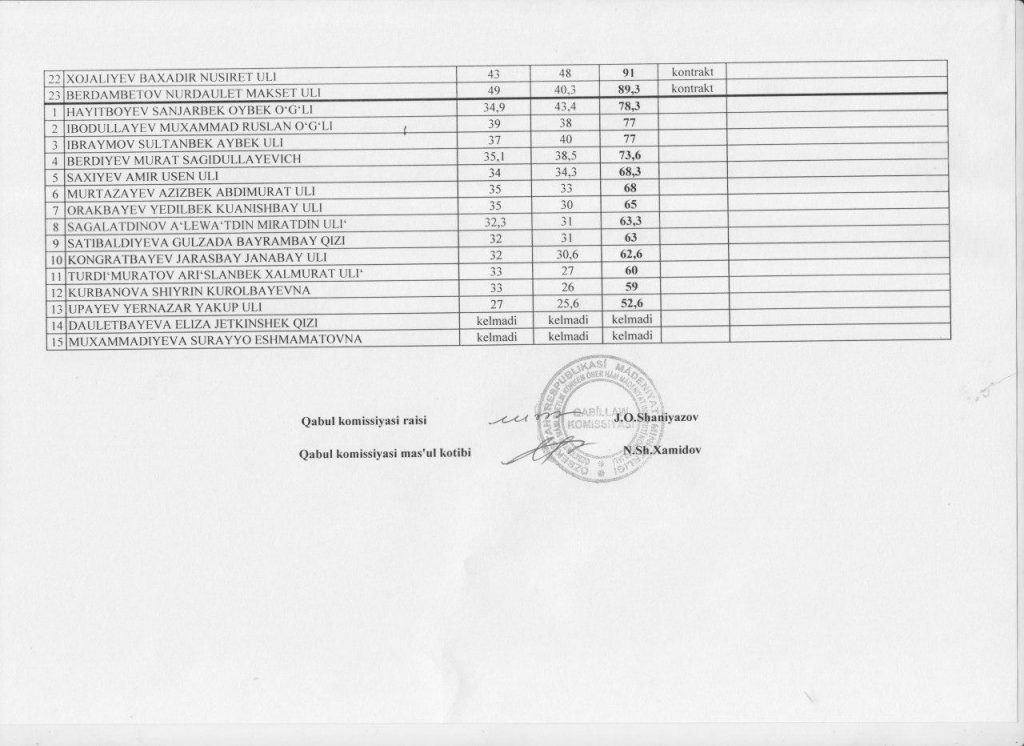 22 XOJALIYEV BAXADIR NUSIRET ULI 43 48 91 kontrakt
23 BERDAMBETOV NURDAULET MAKSET ULI 49 40,3 89,3 kontrakt
1 HAYITBOYEV SANJARBEK OYBEK O‘G‘LI 34,9 43,4 78,3
2 IBODULLAYEV MUXAMMAD RUSLAN O‘G‘LI 39 38 77
3 IBRAYMOV SULTANBEK AYBEK ULI 37 40 77
4 BERDIYEV MURAT SAGIDULLAYEVICH 35,1 38,5 73,6
5 SAXIYEV AMIR USEN ULI 34 34,3 68,3
6 MURTAZAYEV AZIZBEK ABDIMURAT ULI 35 33 68
7 ORAKBAYEV YEDILBEK KUANISHBAY ULI 35 30 65
8 SAGALATDINOV A‘LEWA‘TDIN MIRATDIN ULI‘ 32,3 31 63,3
9 SATIBALDIYEVA GULZADA BAYRAMBAY QIZI 32 31 63
10 KONGRATBAYEV JARASBAY JANABAY ULI 32 30,6 62,6
11 TURDI‘MURATOV ARI‘SLANBEK XALMURAT ULI‘ 33 27 60
12 KURBANOVA SHIYRIN KUROLBAYEVNA 33 26 59
13 UPAYEV YERNAZAR YAKUP ULI 27 25,6 52,6
14 DAULETBAYEVA ELIZA JETKINSHEK QIZI kelmadi kelmadi kelmadi
15 MUXAMMADIYEVA SURAYYO ESHMAMATOVNA kelmadi kelmadi kelmadi
Qabul komissiyasi raisi J.O.Shaniyazov
QABILLAW
KOMISSIYASI
Qabul komissiyasi mas'ul kotibi N.Sh.Xamidov